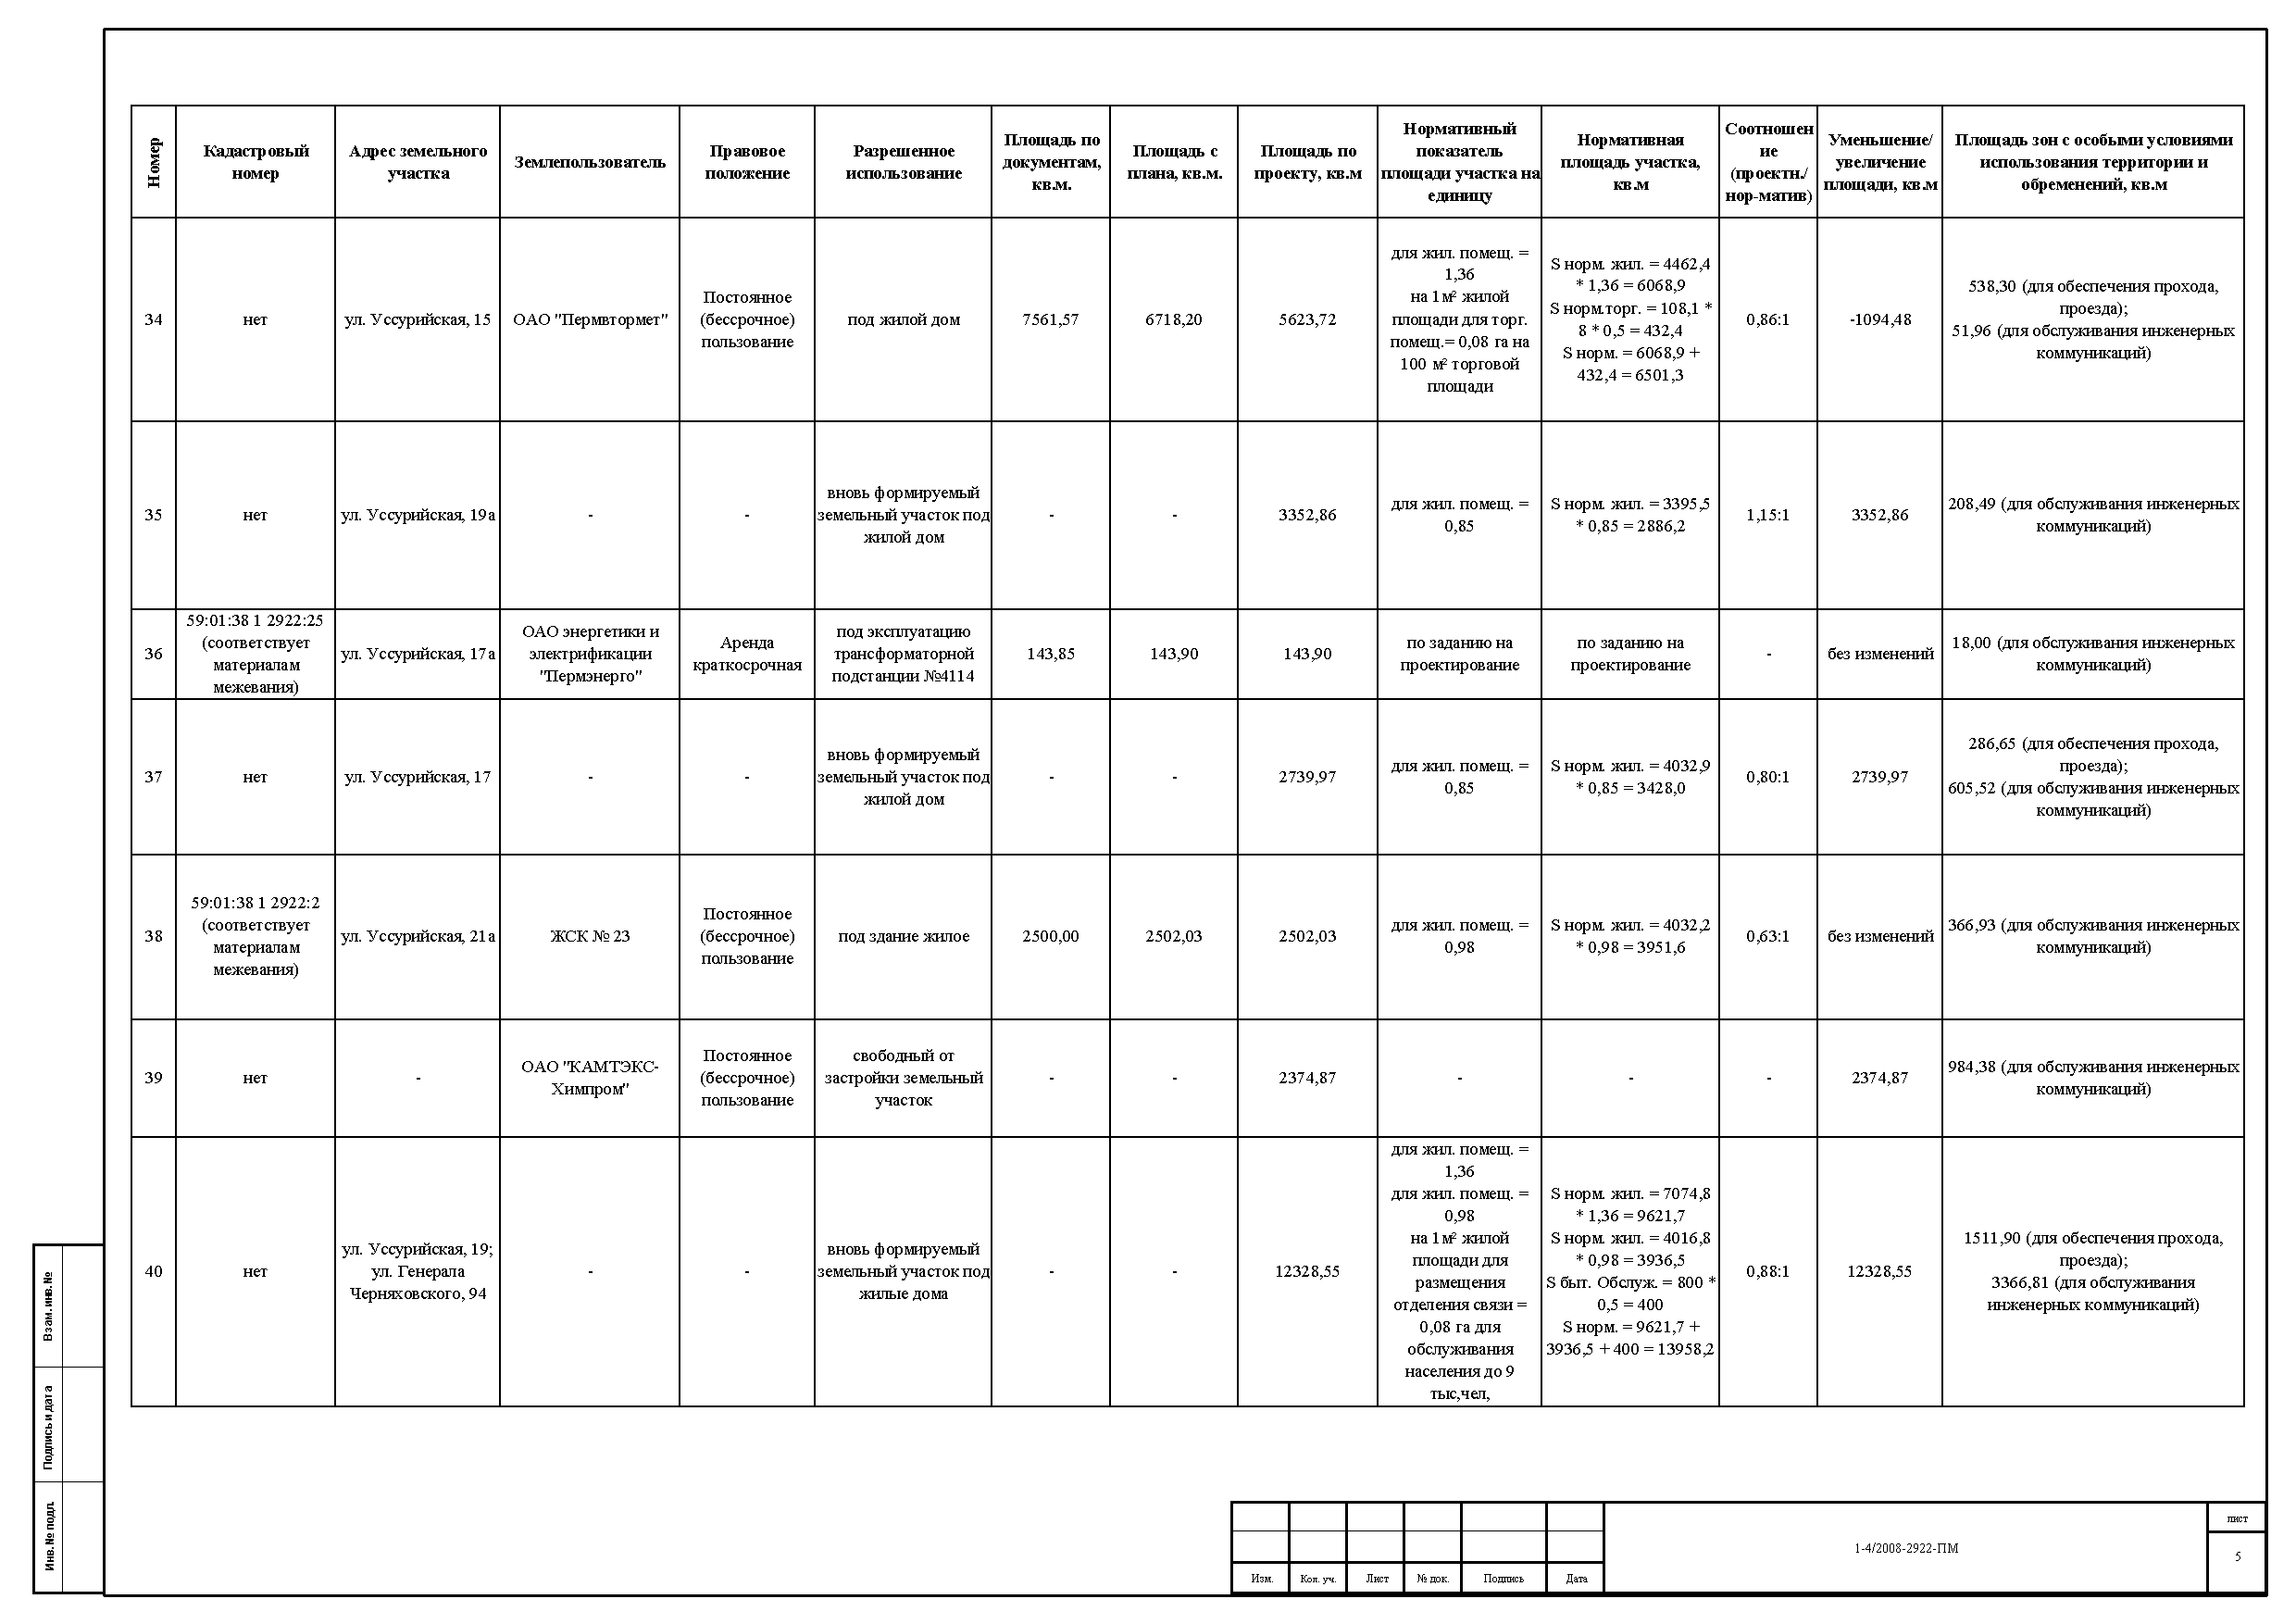 Номер
Кадастровый
номер
Адрес земельного
участка
Землепользователь
Правовое
положение
Разрешенное
использование
Площадь по
документам,
кв.м.
Площадь с
плана, кв.м.
Площадь по
проекту, кв.м
Нормативный
показатель
площади участка на
единицу
Нормативная
площадь участка,
кв.м
Соотношен
ие
(проектн./
нор-матив)
Уменьшение/
увеличение
площади, кв.м
Площадь зон с особыми условиями
использования территории и
обременений, кв.м
34
нет
ул. Уссурийская, 15
ОАО "Пермвтормет"
Постоянное
(бессрочное)
пользование
под жилой дом
7561,57
6718,20
5623,72
для жил. помещ. =
1,36
на 1м² жилой
площади для торг.
помещ.= 0,08 га на
100 м² торговой
площади
S норм. жил. = 4462,4
* 1,36 = 6068,9
S норм.торг. = 108,1 *
8 * 0,5 = 432,4
S норм. = 6068,9 +
432,4 = 6501,3
0,86:1
-1094,48
538,30 (для обеспечения прохода,
проезда);
51,96 (для обслуживания инженерных
коммуникаций)
35
нет
ул. Уссурийская, 19а
-
-
вновь формируемый
земельный участок под
жилой дом
-
-
3352,86
для жил. помещ. =
0,85
S норм. жил. = 3395,5
* 0,85 = 2886,2
1,15:1
3352,86
208,49 (для обслуживания инженерных
коммуникаций)
36
59:01:38 1 2922:25
(соответствует
материалам
межевания)
ул. Уссурийская, 17а
ОАО энергетики и
электрификации
"Пермэнерго"
Аренда
краткосрочная
под эксплуатацию
трансформаторной
подстанции №4114
143,85
143,90
143,90
по заданию на
проектирование
по заданию на
проектирование
-
без изменений
18,00 (для обслуживания инженерных
коммуникаций)
37
нет
ул. Уссурийская, 17
-
-
вновь формируемый
земельный участок под
жилой дом
-
-
2739,97
для жил. помещ. =
0,85
S норм. жил. = 4032,9
* 0,85 = 3428,0
0,80:1
2739,97
286,65 (для обеспечения прохода,
проезда);
605,52 (для обслуживания инженерных
коммуникаций)
38
59:01:38 1 2922:2
(соответствует
материалам
межевания)
ул. Уссурийская, 21а
ЖСК № 23
Постоянное
(бессрочное)
пользование
под здание жилое
2500,00
2502,03
2502,03
для жил. помещ. =
0,98
S норм. жил. = 4032,2
* 0,98 = 3951,6
0,63:1
без изменений
366,93 (для обслуживания инженерных
коммуникаций)
39
нет
-
ОАО "КАМТЭКС-
Химпром"
Постоянное
(бессрочное)
пользование
свободный от
застройки земельный
участок
-
-
2374,87
-
-
-
2374,87
984,38 (для обслуживания инженерных
коммуникаций)
40
нет
ул. Уссурийская, 19;
ул. Генерала
Черняховского, 94
-
-
вновь формируемый
земельный участок под
жилые дома
-
-
12328,55
для жил. помещ. =
1,36
для жил. помещ. =
0,98
на 1м² жилой
площади для
размещения
отделения связи =
0,08 га для
обслуживания
населения до 9
тыс,чел,
S норм. жил. = 7074,8
* 1,36 = 9621,7
S норм. жил. = 4016,8
* 0,98 = 3936,5
S быт. Обслуж. = 800 *
0,5 = 400
S норм. = 9621,7 +
3936,5 + 400 = 13958,2
0,88:1
12328,55
1511,90 (для обеспечения прохода,
проезда);
3366,81 (для обслуживания
инженерных коммуникаций)
Взам. инв. №
Подпись и дата
Инв. № подл.
Изм.
Кол. уч.
Лист
№ док.
Подпись
Дата
1-4/2008-2922-ПМ
лист
5